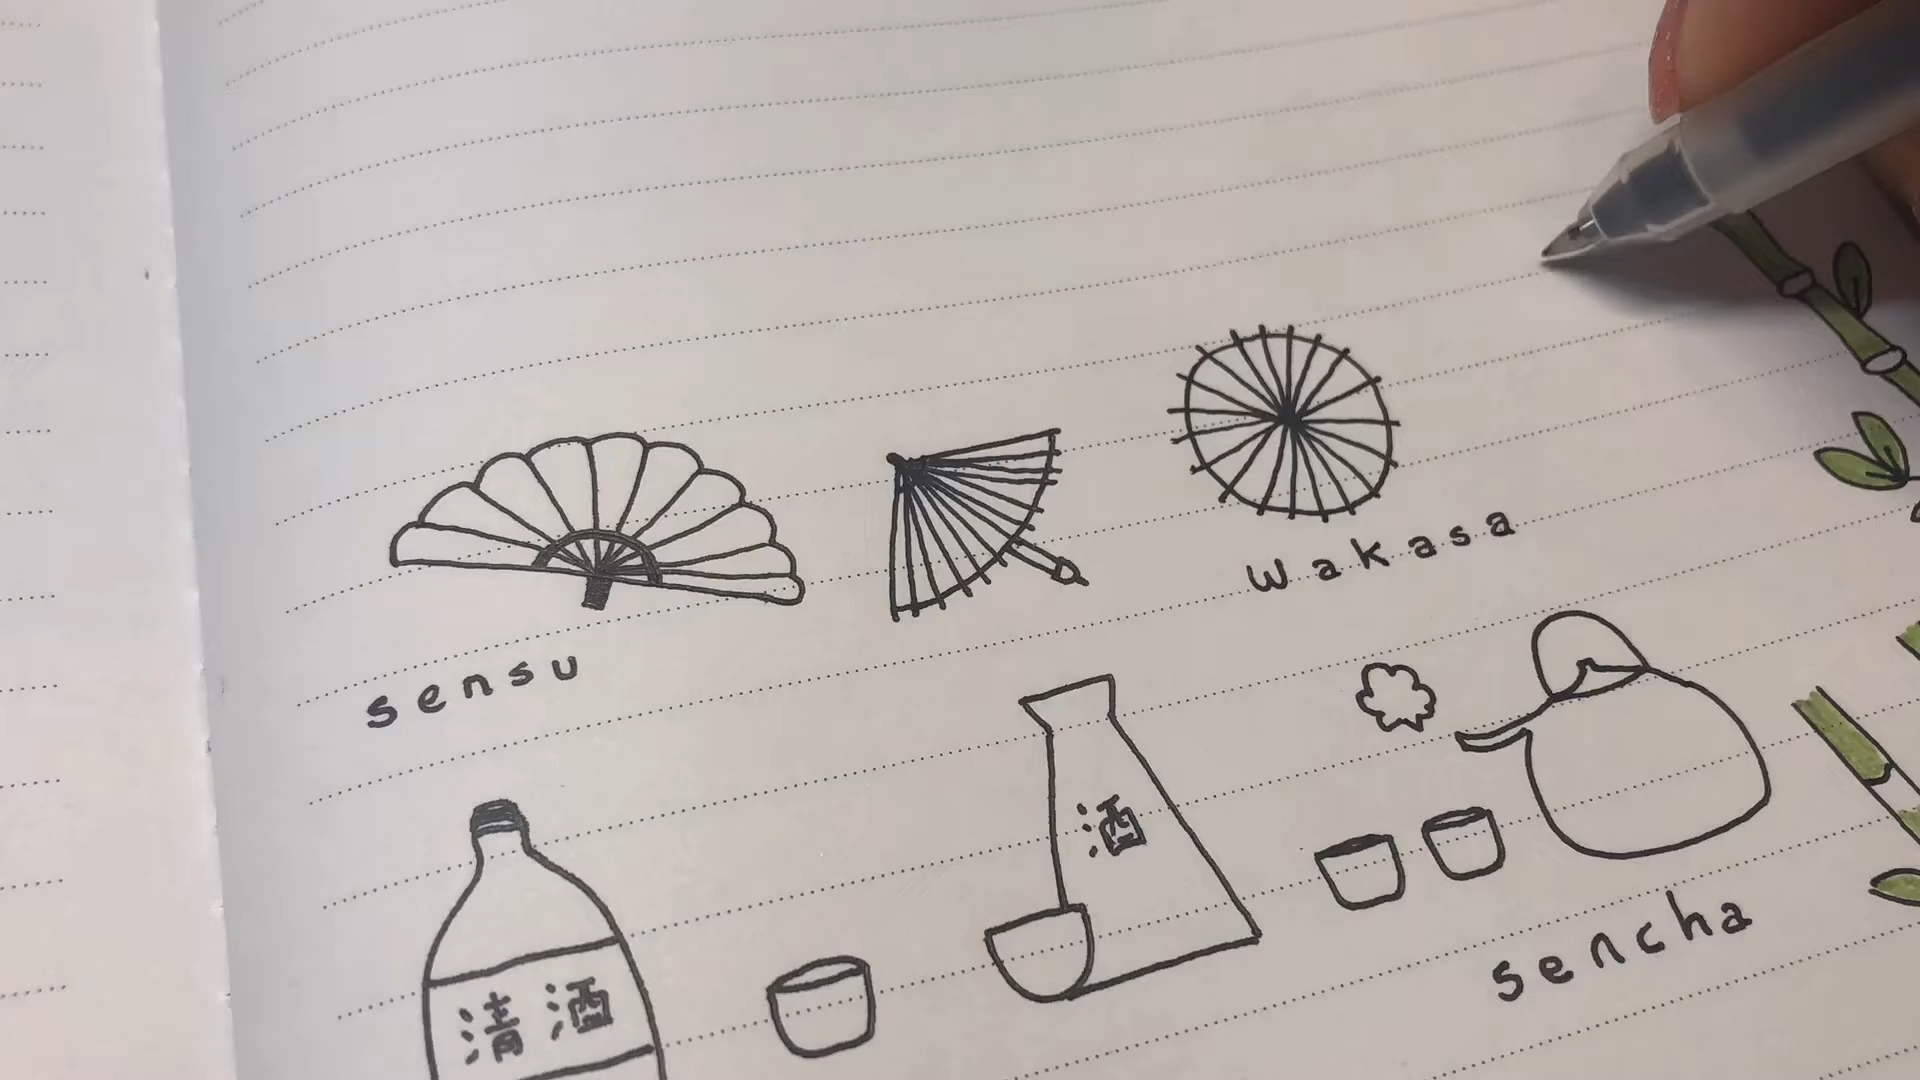 wakasa
sensu
酒
sencha
清酒